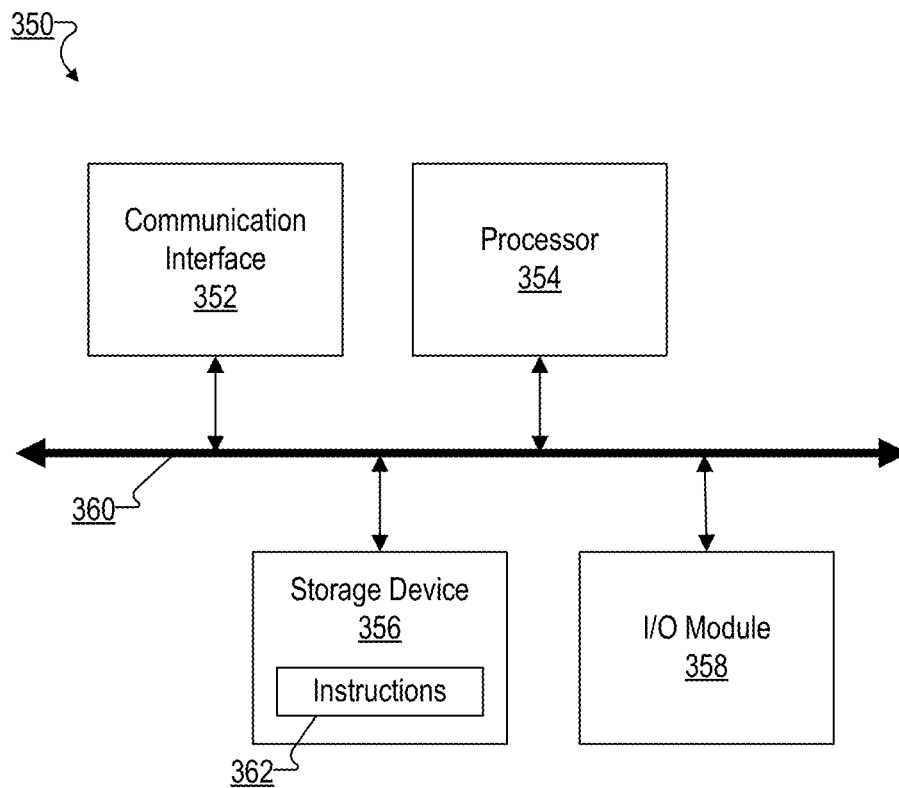 350
Communication
Interface
352
Processor
354
360
Storage Device
356
Instructions
362
I/O Module
358